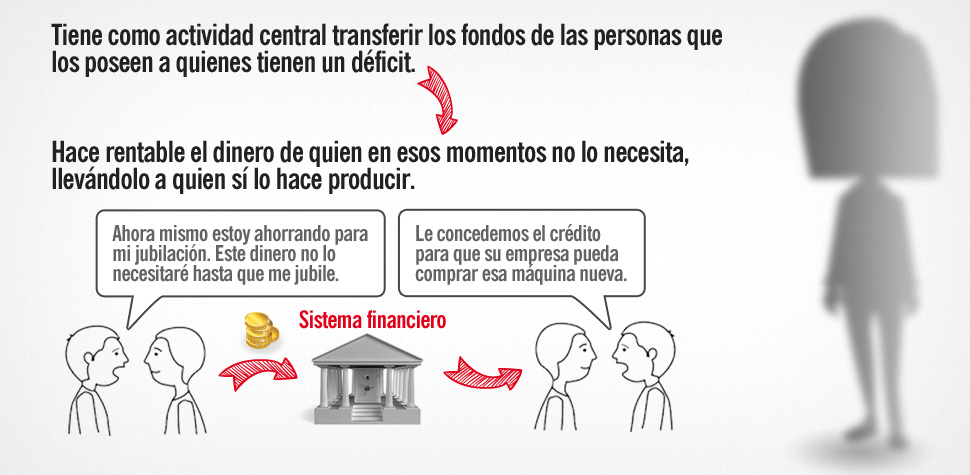 Tiene como actividad central transferir los fondos de las personas que
los poseen a quienes tienen un déficit.
Hace rentable el dinero de quien en esos momentos no lo necesita,
llevándolo a quien sí lo hace producir.
Ahora mismo estoy ahorrando para
mi jubilación. Este dinero no lo
necesitaré hasta que me jubile.
Le concedemos el crédito
para que su empresa pueda
comprar esa máquina nueva.
Sistema financiero